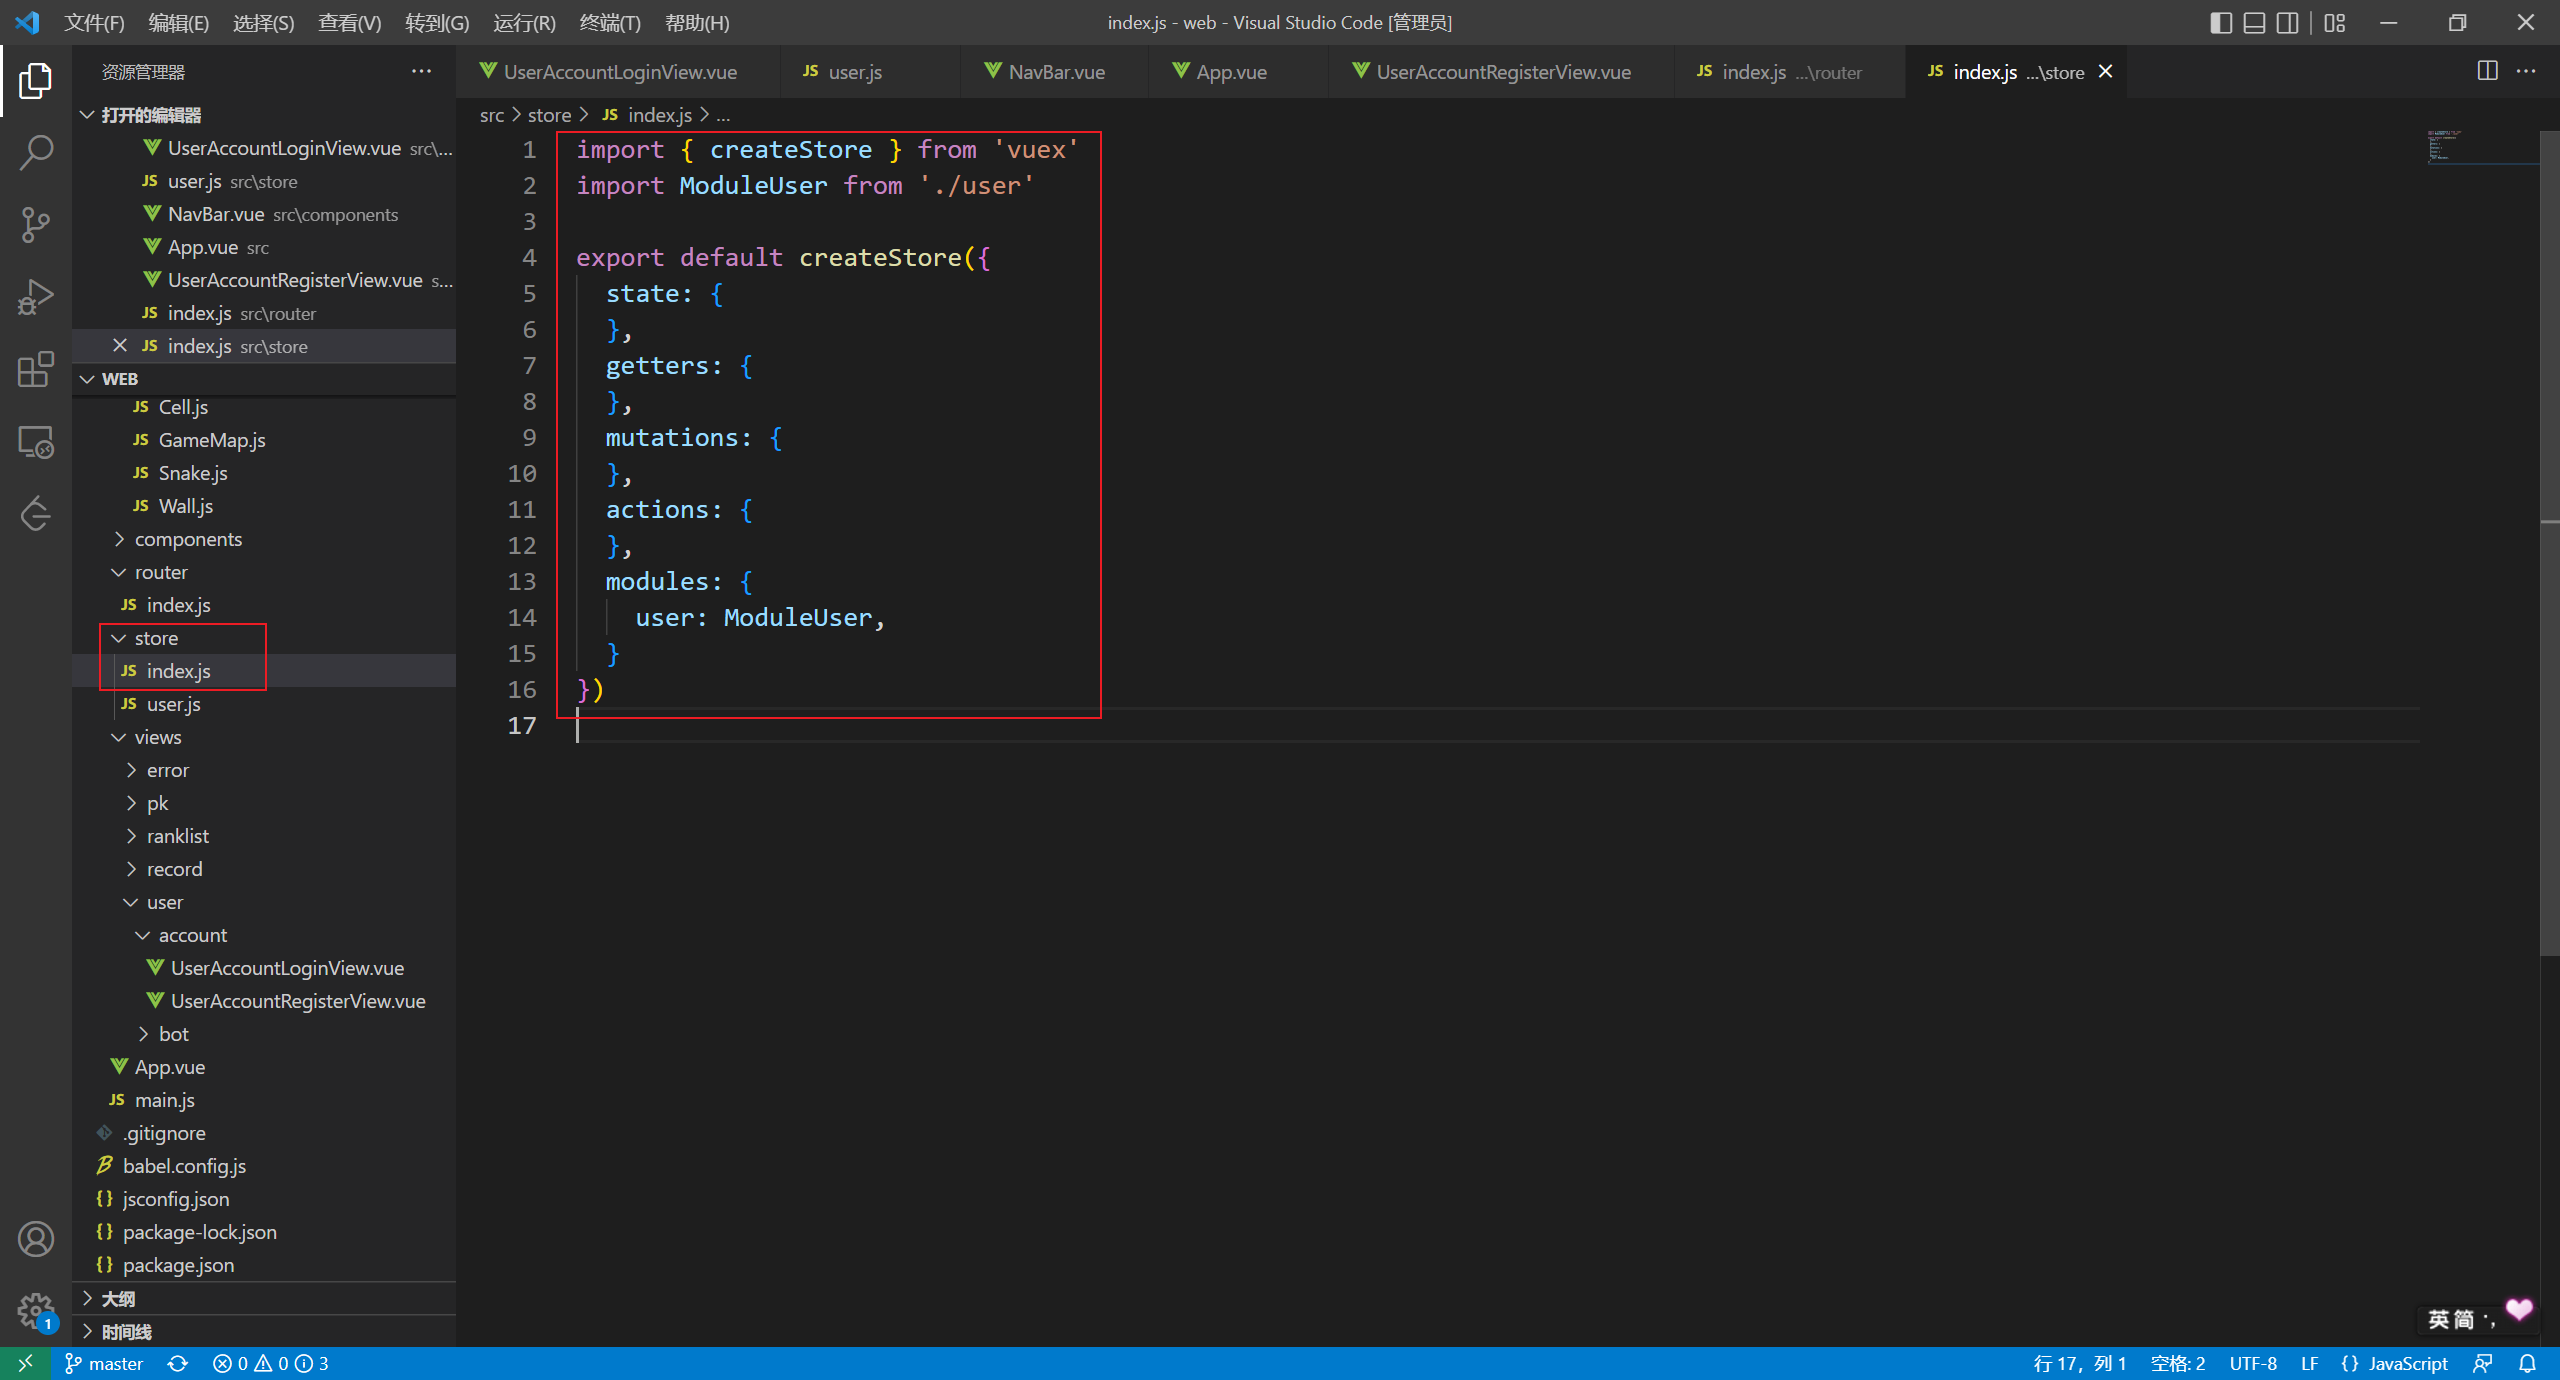 文件(F) 编辑(E) 选择(S) 查看(V) 转到(G) 运行(R) 终端(T) 帮助(H)
index.js - web - Visual Studio Code [管理员]
资源管理器
打开的编辑器
UserAccountLoginView.vue src\...
JS user.js src\store
NavBar.vue src\components
App.vue src
UserAccountRegisterView.vue s...
JS index.js src\router
JS index.js src\store
WEB
JS Cell.js
JS GameMap.js
JS Snake.js
JS Wall.js
components
router
JS index.js
store
JS index.js
JS user.js
views
error
pk
ranklist
record
user
account
UserAccountLoginView.vue
UserAccountRegisterView.vue
bot
App.vue
JS main.js
.gitignore
babel.config.js
{} jsconfig.json
{} package-lock.json
{} package.json
大纲
时间线
1
UserAccountLoginView.vue JS user.js NavBar.vue App.vue UserAccountRegisterView.vue JS index.js ...\router JS index.js ...\store
src > store > JS index.js > ...
1 import { createStore } from 'vuex'
2 import ModuleUser from './user'
3
4 export default createStore({
5 state: {
6 },
7 getters: {
8 },
9 mutations: {
10 },
11 actions: {
12 },
13 modules: {
14 user: ModuleUser,
15 }
16 })
17
英 简
master 0 0 3
行 17，列 1 空格: 2 UTF-8 LF {} JavaScript